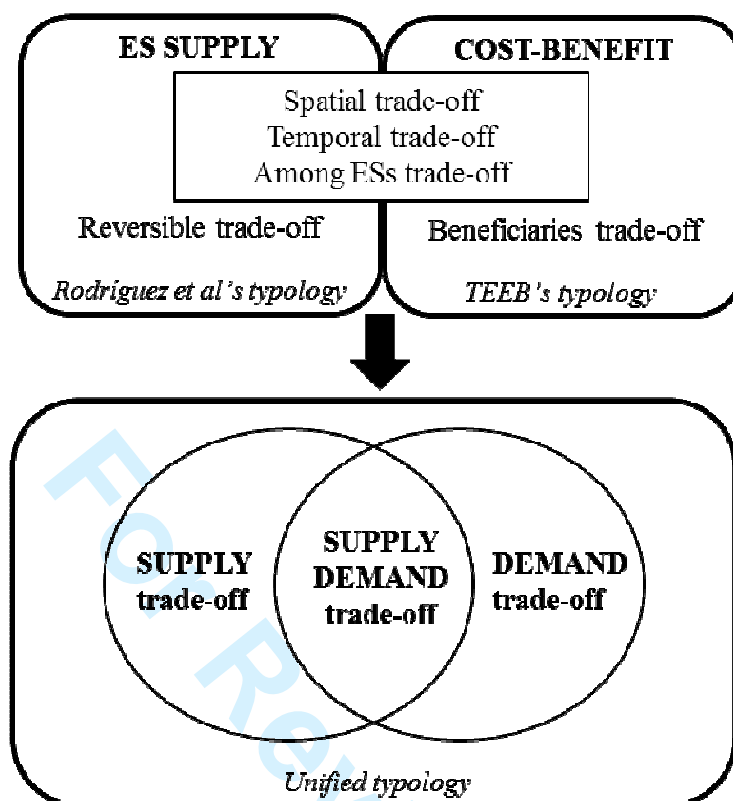 ES SUPPLY
COST-BENEFIT
Spatial trade-off
Temporal trade-off
Among ESs trade-off
Reversible trade-off
Beneficiaries trade-off
Rodríguez et al's typology
TEEB's typology
SUPPLY
trade-off
SUPPLY
DEMAND
trade-off
DEMAND
trade-off
Unified typology
For Rev